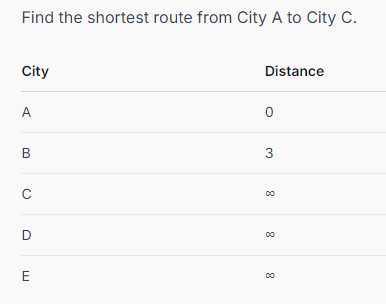 Find the shortest route from City A to City C.
City Distance
A 0
B 3
C ∞
D ∞
E ∞